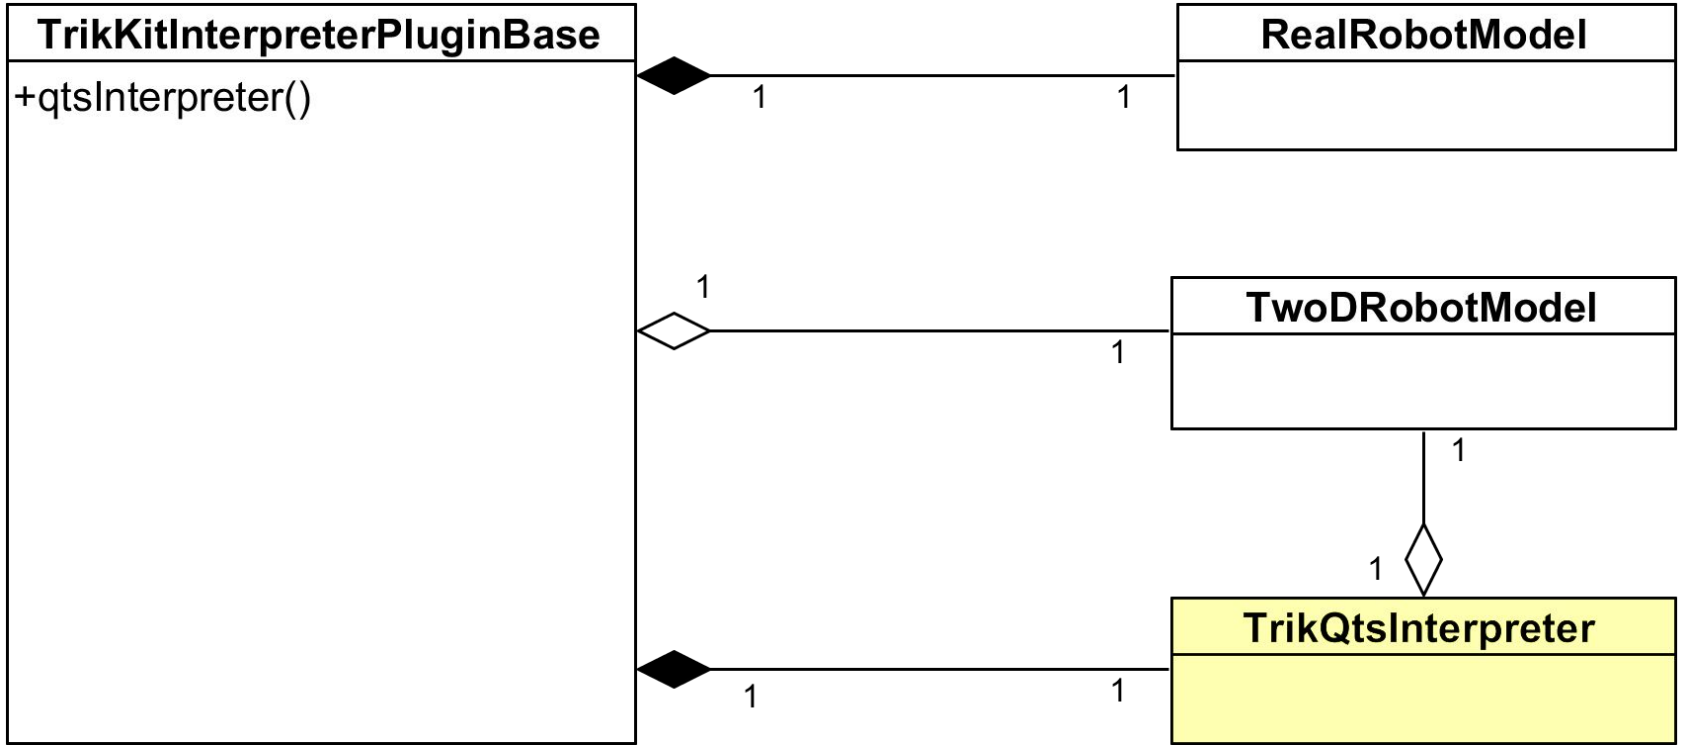 TrikKitInterpreterPluginBase
+qtsInterpreter()
RealRobotModel
1
1
1
TwoDRobotModel
1
1
1
TrikQtsInterpreter
1
1